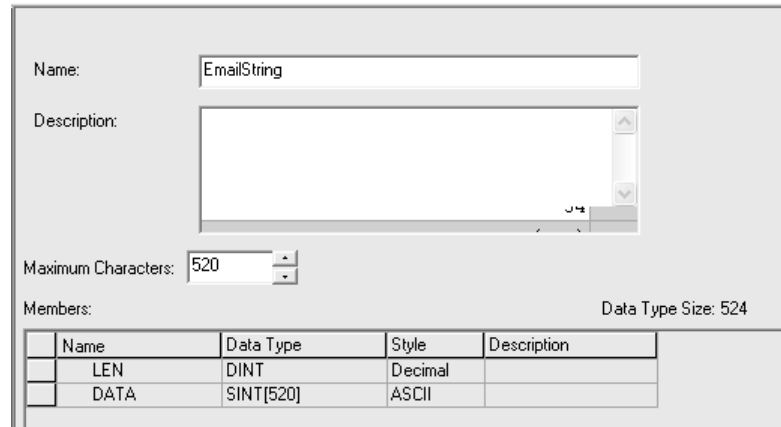 Name: EmailString
Description:
Maximum Characters: 520
Members: Data Type Size: 524
Name Data Type Style Description
LEN DINT Decimal
DATA SINT[520] ASCII